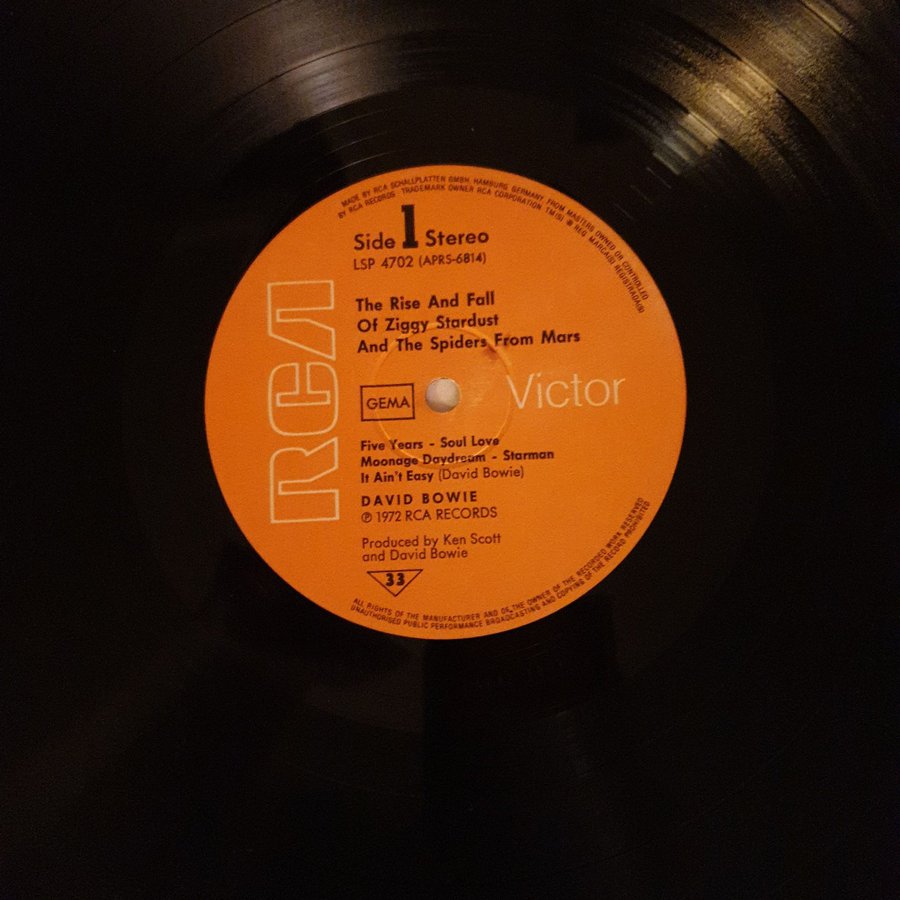 MADE BY RCA SCHALLPLATTEN GMBH, HAMBURG GERMANY, FROM MASTERS OWNED OR CONTROLLED
BY RCA RECORDS · TRADEMARK OWNER RCA CORPORATION TM(S) ® REG. MARCA(S) REGISTRADA(S)
Side 1 Stereo
LSP 4702 (APRS-6814)
The Rise And Fall
Of Ziggy Stardust
And The Spiders From Mars
RCA
GEMA
Victor
Five Years - Soul Love
Moonage Daydream - Starman
It Ain't Easy (David Bowie)
DAVID BOWIE
℗ 1972 RCA RECORDS
Produced by Ken Scott
and David Bowie
33
ALL RIGHTS OF THE MANUFACTURER AND OF THE OWNER OF THE RECORDED WORK RESERVED
UNAUTHORISED PUBLIC PERFORMANCE BROADCASTING AND COPYING OF THE RECORD PROHIBITED